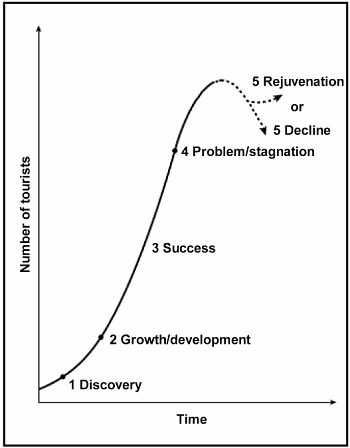 5 Rejuvenation
or
5 Decline
4 Problem/stagnation
3 Success
2 Growth/development
1 Discovery
Number of tourists
Time